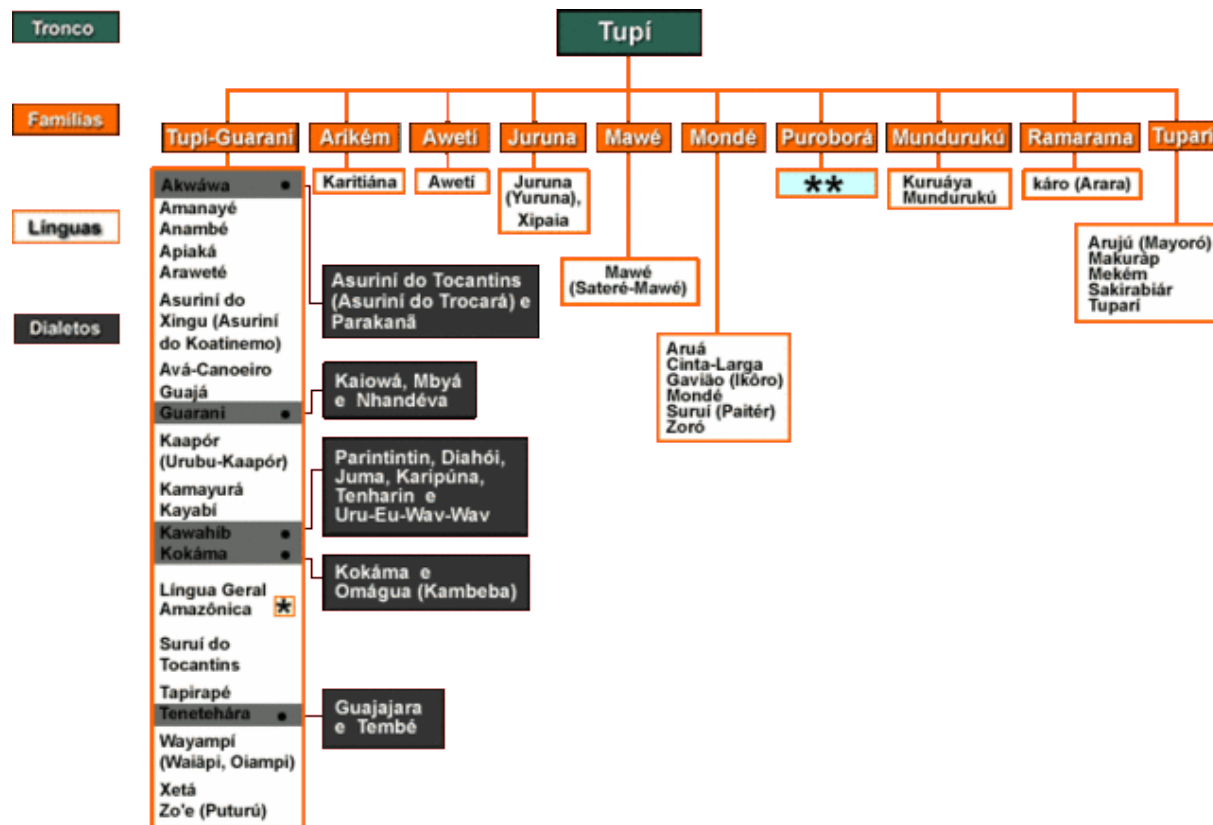 Tronco
Tupí
Famílias
Tupí-Guarani
Arikém
Awetí
Juruna
Mawé
Mondé
Puroborá
Mundurukú
Ramarama
Tuparí
Línguas
Akwáwa
Amanayé
Anambé
Apiaká
Araweté
Asuriní do
Xingu (Asuriní
do Koatinemo)
Avá-Canoeiro
Guajá
Guarani
Kaapór
(Urubu-Kaapór)
Kamayurá
Kayabí
Kawahíb
Kokáma
Língua Geral
Amazônica *
Suruí do
Tocantins
Tapirapé
Tenetehára
Wayampí
(Waiãpi, Oiampi)
Xetá
Zo'e (Puturú)
Karitiána
Awetí
Juruna
(Yuruna),
Xipaia
Mawé
(Sateré-Mawé)
Aruá
Cinta-Larga
Gavião (Ikôro)
Mondé
Suruí (Paitér)
Zoró
**
Kuruáya
Mundurukú
káro (Arara)
Arujú (Mayoró)
Makuráp
Mekém
Sakirabiár
Tuparí
Dialetos
Asuriní do Tocantins
(Asuriní do Trocará) e
Parakanã
Kaiowá, Mbyá
e Nhandéva
Parintintin, Diahói,
Juma, Karipúna,
Tenharin e
Uru-Eu-Wav-Wav
Kokáma e
Omágua (Kambeba)
Guajajara
e Tembé